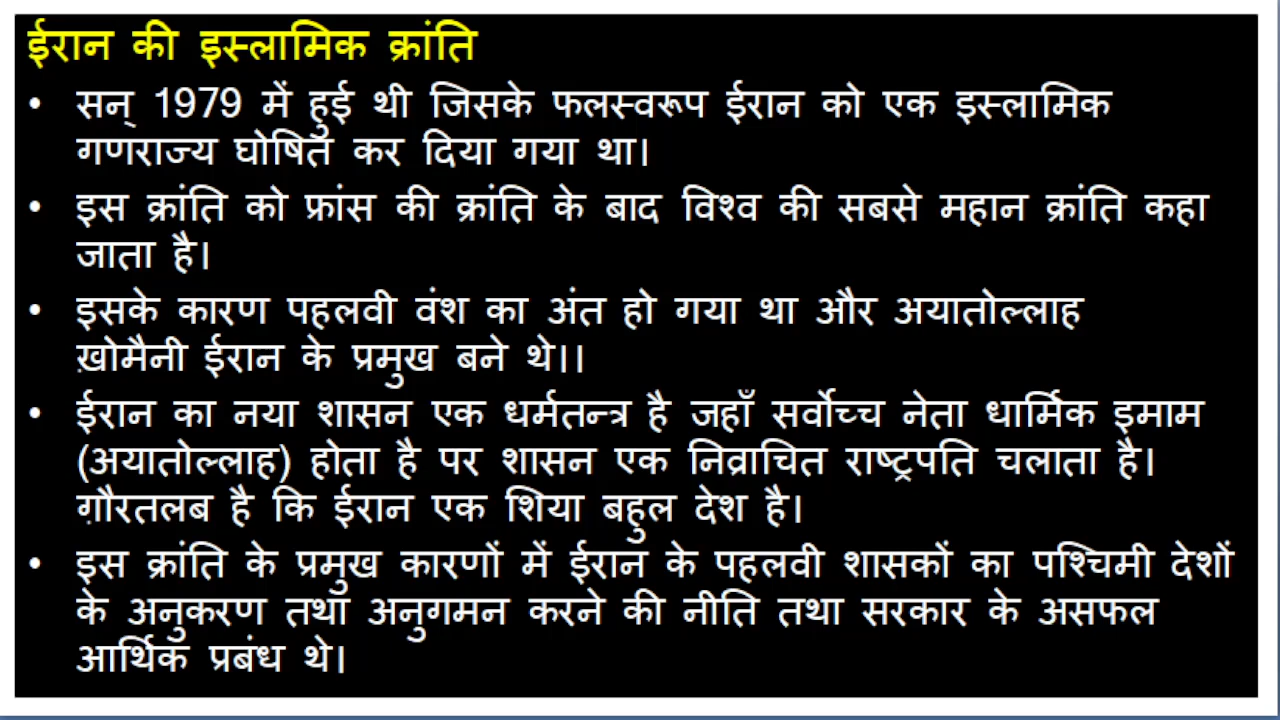 ईरान की इस्लामिक क्रांति
• सन् 1979 में हुई थी जिसके फलस्वरूप ईरान को एक इस्लामिक
गणराज्य घोषित कर दिया गया था।
• इस क्रांति को फ्रांस की क्रांति के बाद विश्व की सबसे महान क्रांति कहा
जाता है।
• इसके कारण पहलवी वंश का अंत हो गया था और अयातोल्लाह
ख़ोमैनी ईरान के प्रमुख बने थे।।
• ईरान का नया शासन एक धर्मतन्त्र है जहाँ सर्वोच्च नेता धार्मिक इमाम
(अयातोल्लाह) होता है पर शासन एक निव्राचित राष्ट्रपति चलाता है।
ग़ौरतलब है कि ईरान एक शिया बहुल देश है।
• इस क्रांति के प्रमुख कारणों में ईरान के पहलवी शासकों का पश्चिमी देशों
के अनुकरण तथा अनुगमन करने की नीति तथा सरकार के असफल
आर्थिक प्रबंध थे।